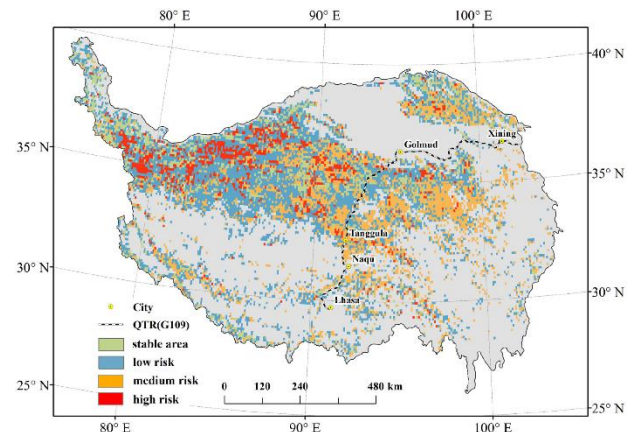 80° E 90° E 100° E
40° N
35° N
Xining
Golmud
35° N
30° N
Tanggula
Naqu
Lhasa
30° N
City
QTR(G109)
stable area
low risk
medium risk
high risk
0 120 240 480 km
25° N
25° N
80° E 90° E 100° E